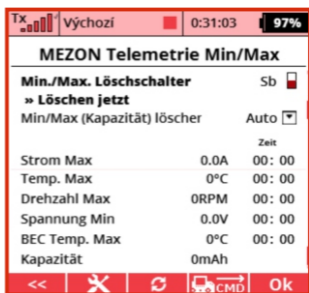 Tx Výchozí 0:31:03 97%
MEZON Telemetrie Min/Max
Min./Max. Löschschalter Sb
» Löschen jetzt
Min/Max (Kapazität) löscher Auto
Zeit
Strom Max 0.0A 00: 00
Temp. Max 0°C 00: 00
Drehzahl Max 0RPM 00: 00
Spannung Min 0.0V 00: 00
BEC Temp. Max 0°C 00: 00
Kapazität 0mAh
<< CMD Ok